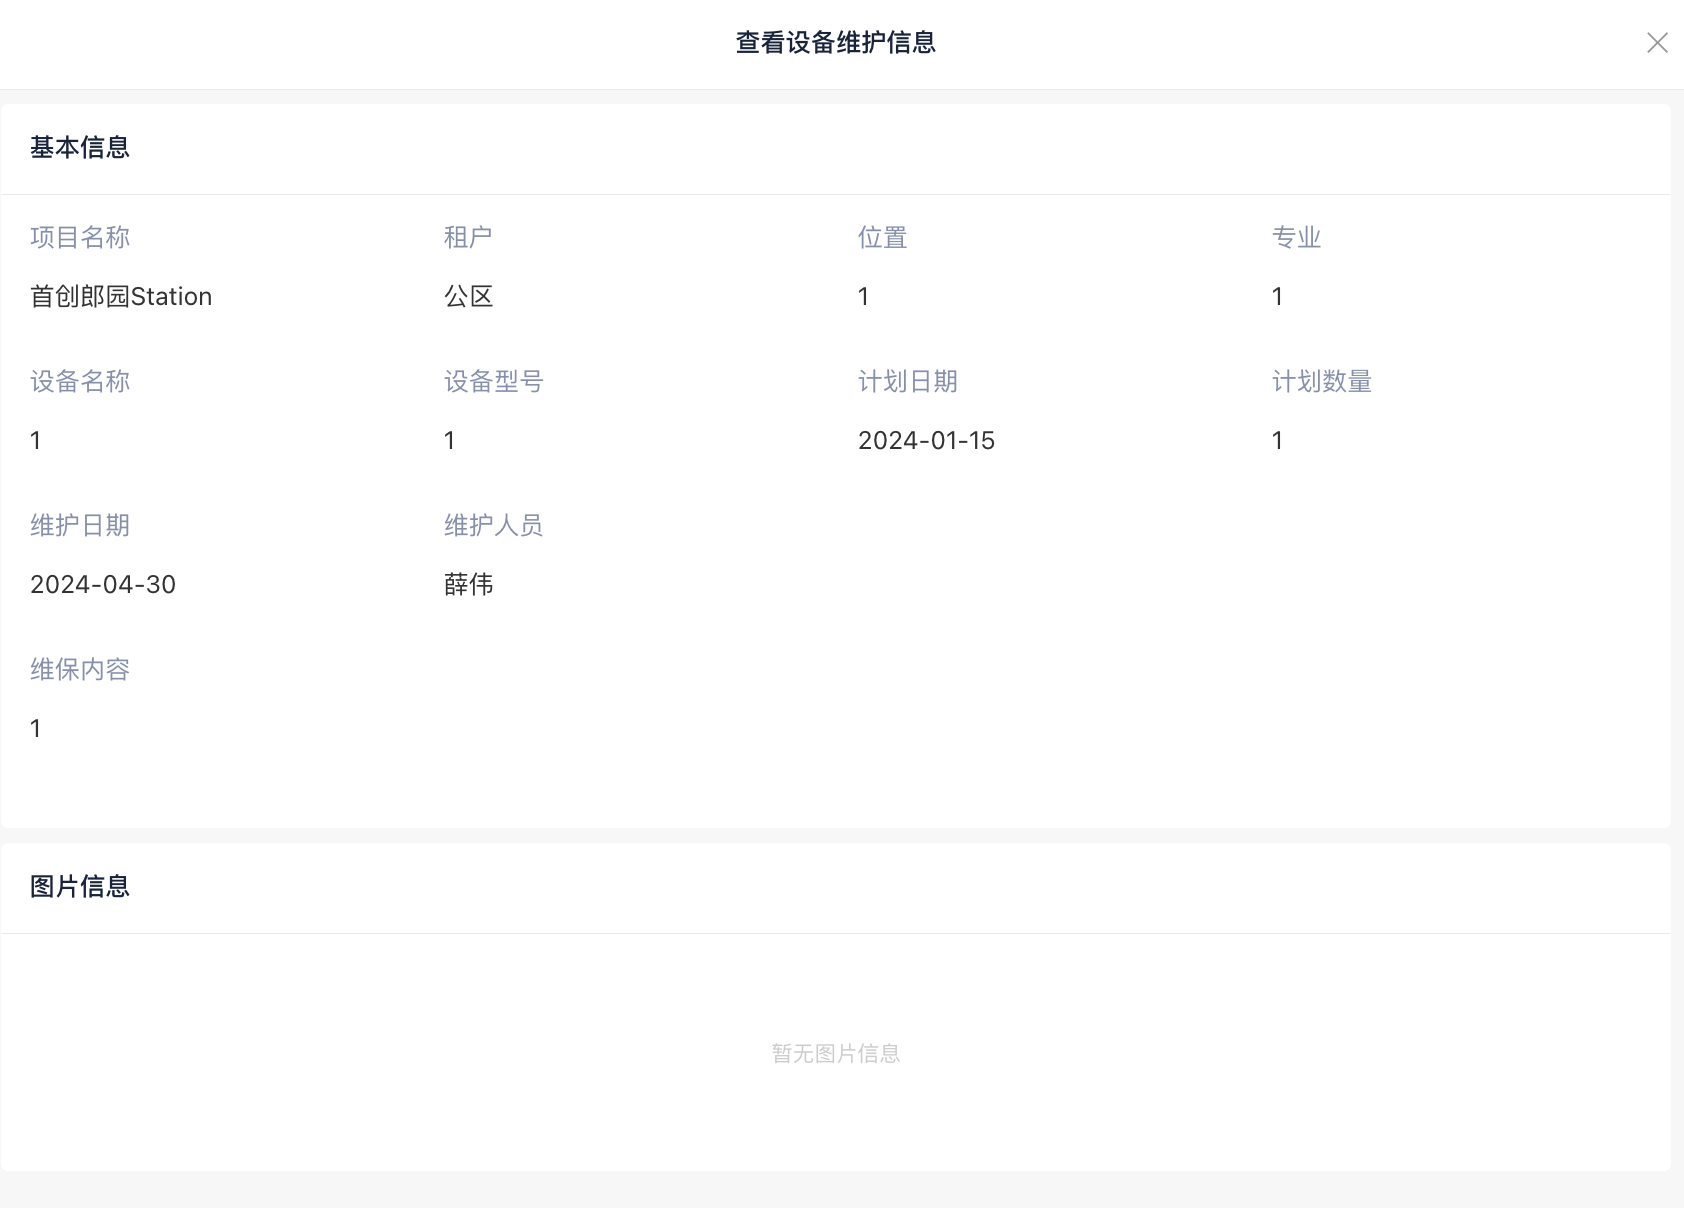 查看设备维护信息
基本信息
项目名称 租户 位置 专业
首创郎园Station 公区 1 1
设备名称 设备型号 计划日期 计划数量
1 1 2024-01-15 1
维护日期 维护人员
2024-04-30 薛伟
维保内容
1
图片信息
暂无图片信息